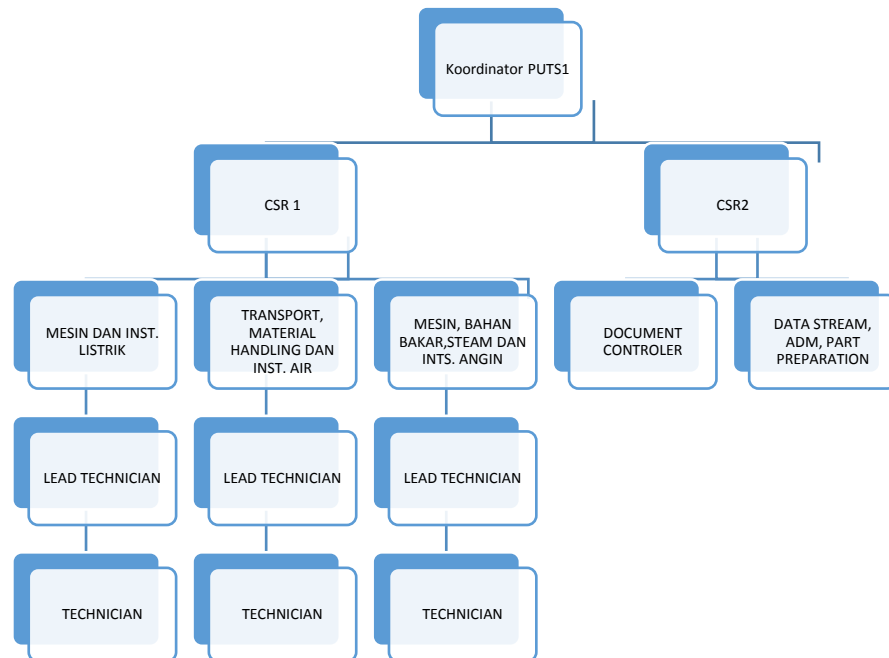 Koordinator PUTS1
CSR 1
CSR2
MESIN DAN INST.
LISTRIK
TRANSPORT,
MATERIAL
HANDLING DAN
INST. AIR
MESIN, BAHAN
BAKAR,STEAM DAN
INTS. ANGIN
DOCUMENT
CONTROLER
DATA STREAM,
ADM, PART
PREPARATION
LEAD TECHNICIAN
LEAD TECHNICIAN
LEAD TECHNICIAN
TECHNICIAN
TECHNICIAN
TECHNICIAN